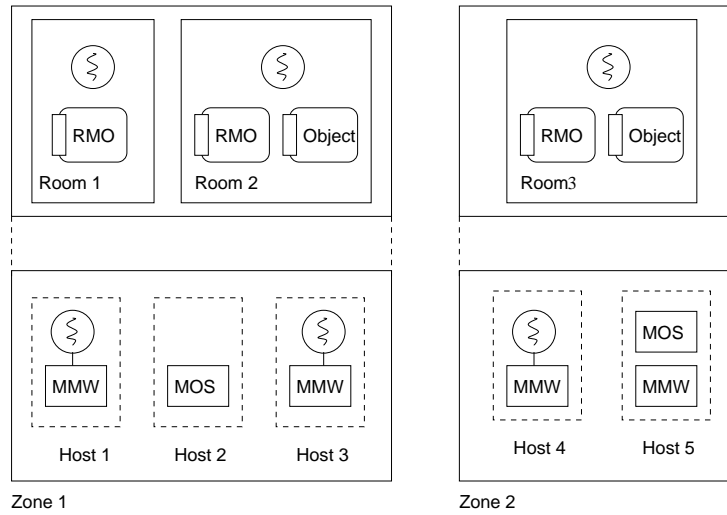 RMO
Room 1
RMO
Object
Room 2
RMO
Object
Room3
MMW
Host 1
MOS
Host 2
MMW
Host 3
MMW
Host 4
MOS
MMW
Host 5
Zone 1
Zone 2